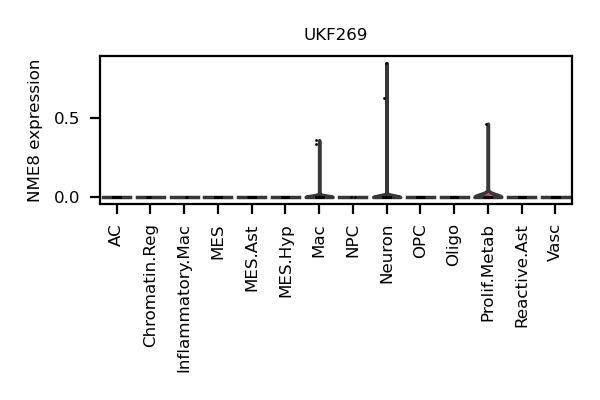 UKF269
NME8 expression
0.5
0.0
AC
Chromatin.Reg
Inflammatory.Mac
MES
MES.Ast
MES.Hyp
Mac
NPC
Neuron
OPC
Oligo
Prolif.Metab
Reactive.Ast
Vasc